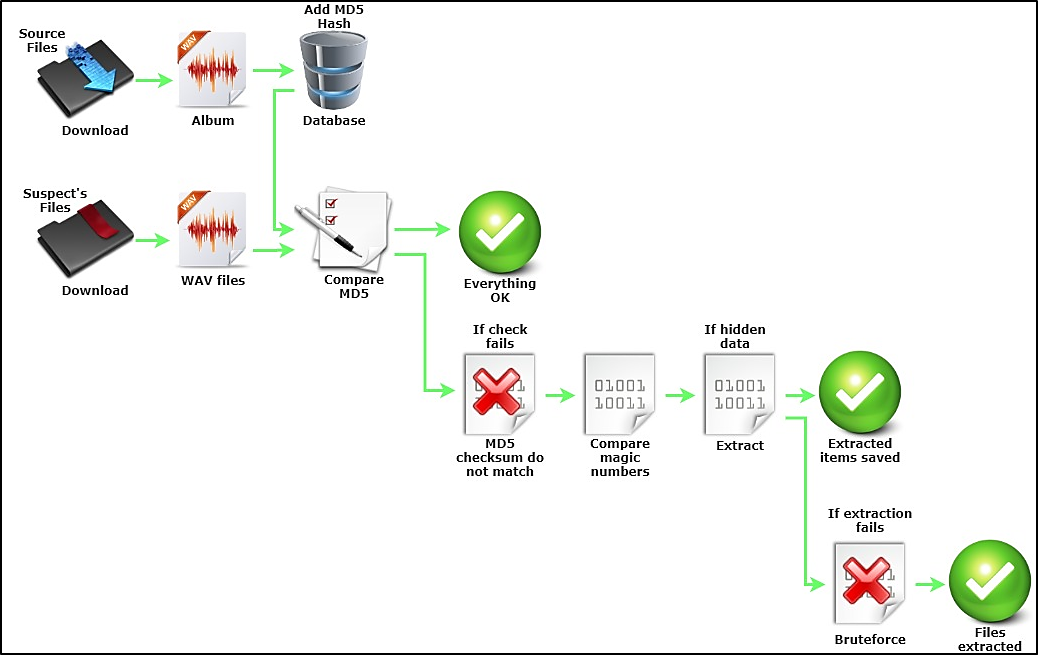 Add MD5
Hash
Source
Files
WAV
Download
Album
Database
Suspect's
Files
WAV
Download
WAV files
Compare
MD5
Everything
OK
If check
fails
If hidden
data
01001
10011
01001
10011
MD5
checksum do
not match
Compare
magic
numbers
Extract
Extracted
items saved
If extraction
fails
Bruteforce
Files
extracted